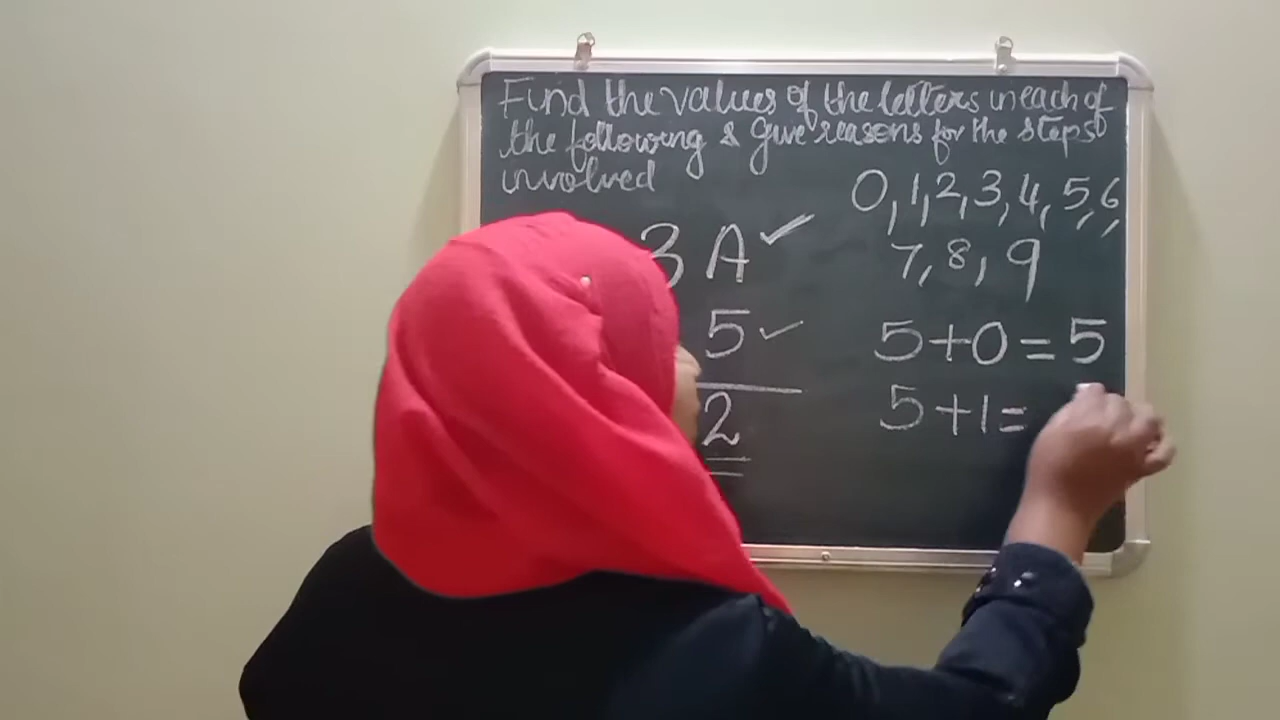 Find the values of the letters in each of
the following & give reasons for the steps
involved
0, 1, 2, 3, 4, 5, 6,
7, 8, 9
3 A ✓
5 ✓
2
5+0=5
5+1=